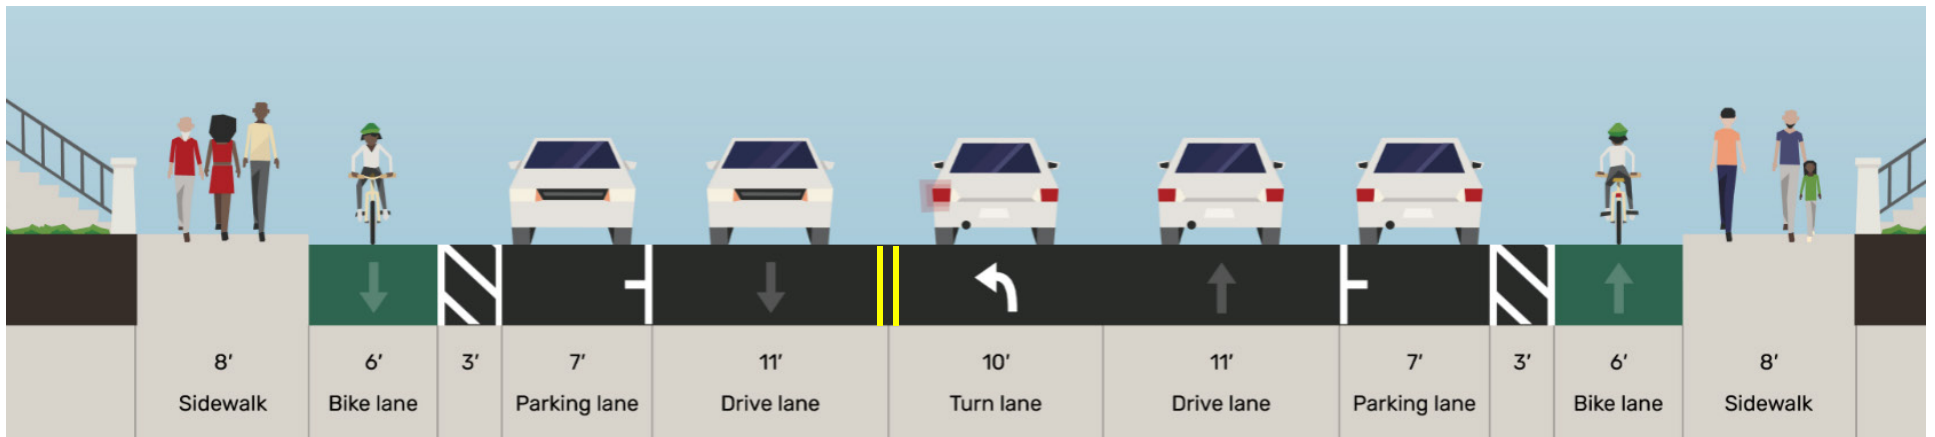 8′ 6′ 3′ 7′ 11′ 10′ 11′ 7′ 3′ 6′ 8′
Sidewalk Bike lane Parking lane Drive lane Turn lane Drive lane Parking lane Bike lane Sidewalk